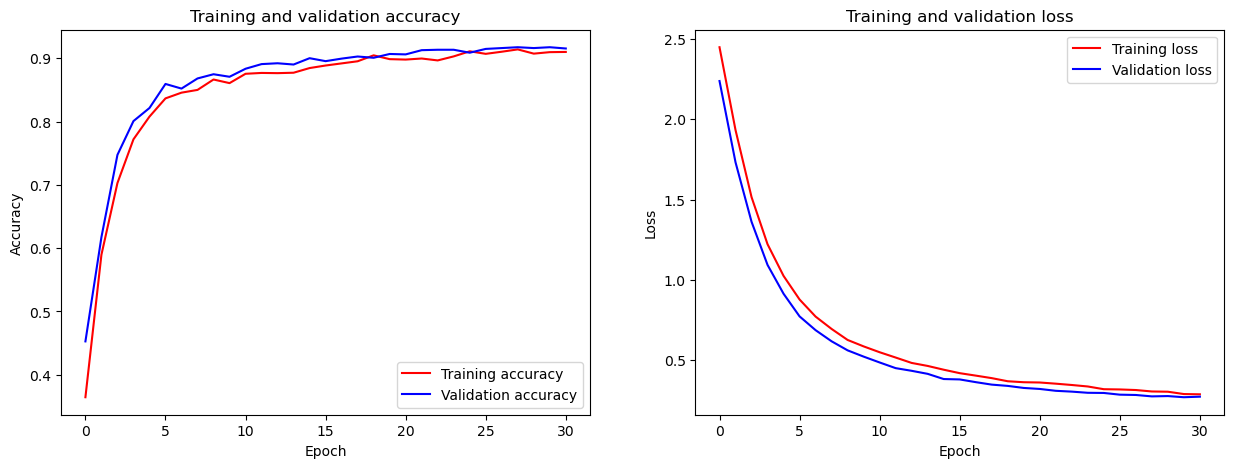 Training and validation accuracy
Accuracy
0.9
0.8
0.7
0.6
0.5
0.4
Training accuracy
Validation accuracy
0 5 10 15 20 25 30
Epoch
Training and validation loss
Loss
2.5
2.0
1.5
1.0
0.5
Training loss
Validation loss
0 5 10 15 20 25 30
Epoch